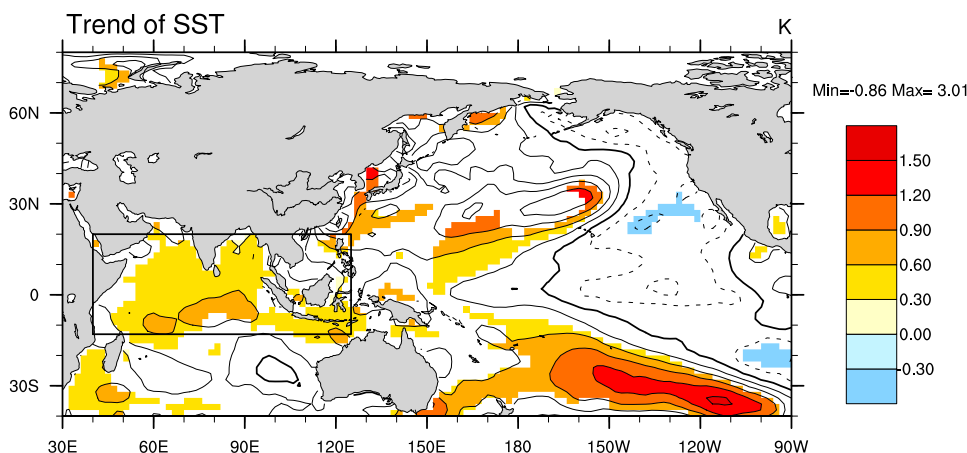 Trend of SST K
Min=-0.86 Max= 3.01
60N
30N
0
30S
30E 60E 90E 120E 150E 180 150W 120W 90W
1.50
1.20
0.90
0.60
0.30
0.00
-0.30